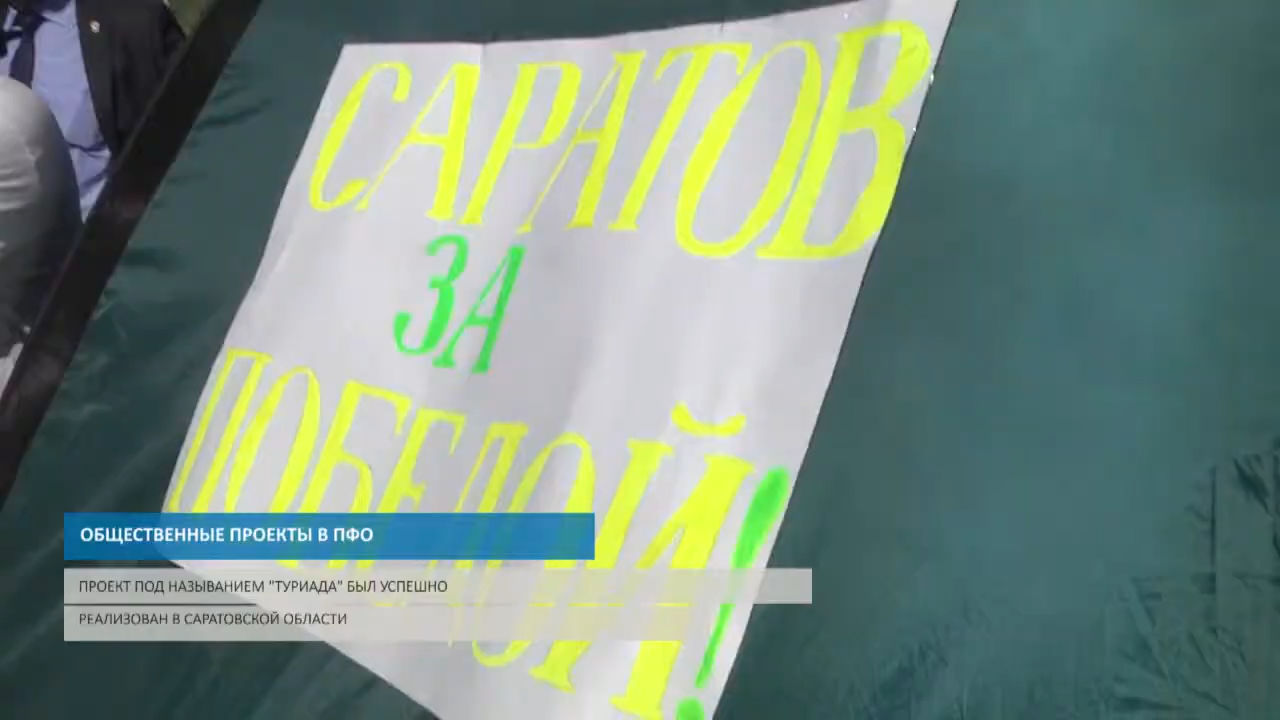 САРАТОВ
ЗА
ПОБЕДОЙ!
ОБЩЕСТВЕННЫЕ ПРОЕКТЫ В ПФО
ПРОЕКТ ПОД НАЗЫВАНИЕМ "ТУРИАДА" БЫЛ УСПЕШНО
РЕАЛИЗОВАН В САРАТОВСКОЙ ОБЛАСТИ